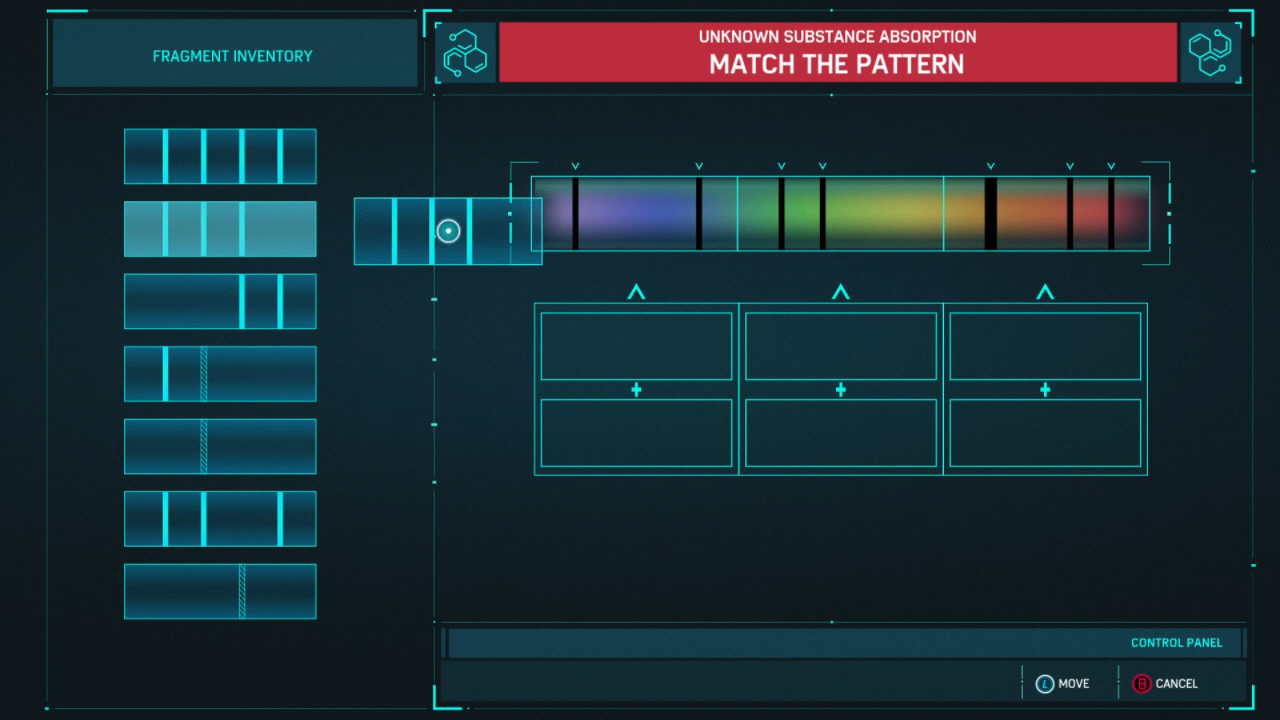 FRAGMENT INVENTORY
UNKNOWN SUBSTANCE ABSORPTION
MATCH THE PATTERN
CONTROL PANEL
L MOVE
B CANCEL